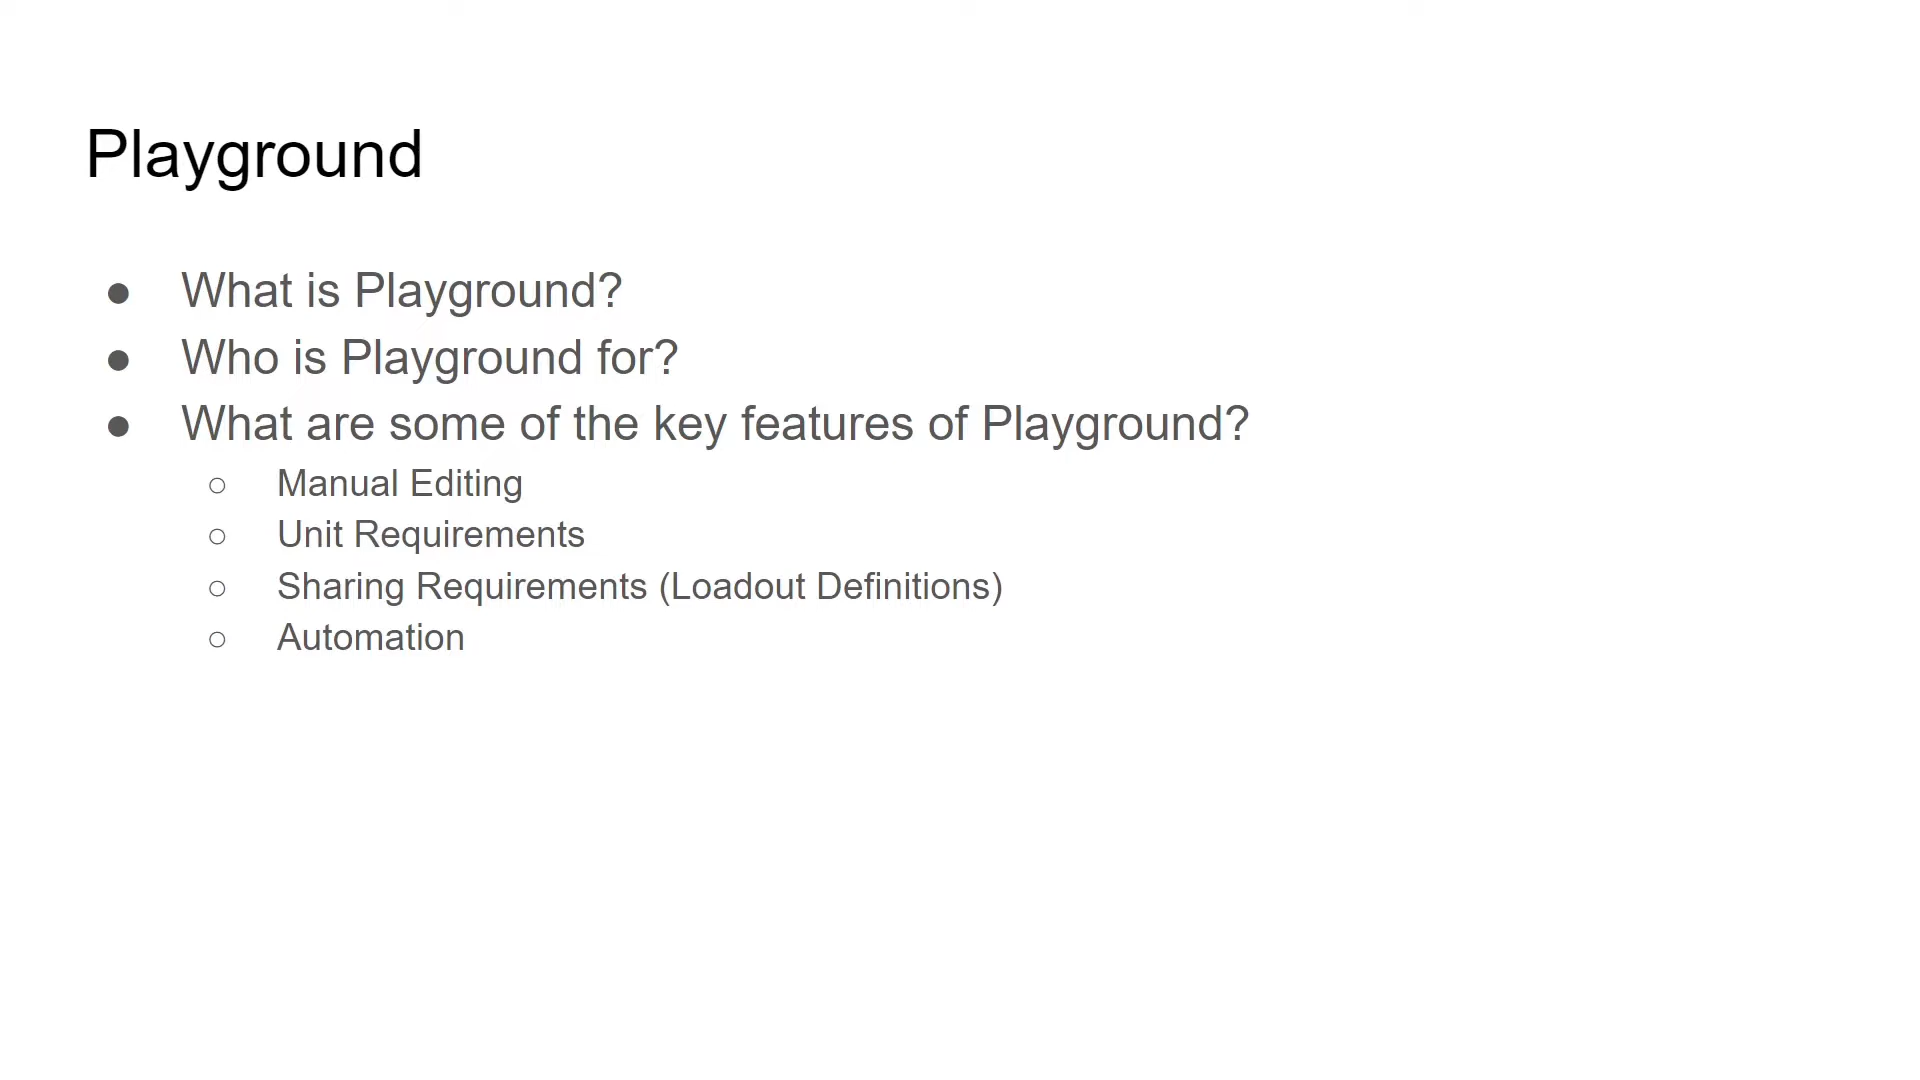 Playground
● What is Playground?
● Who is Playground for?
● What are some of the key features of Playground?
○ Manual Editing
○ Unit Requirements
○ Sharing Requirements (Loadout Definitions)
○ Automation